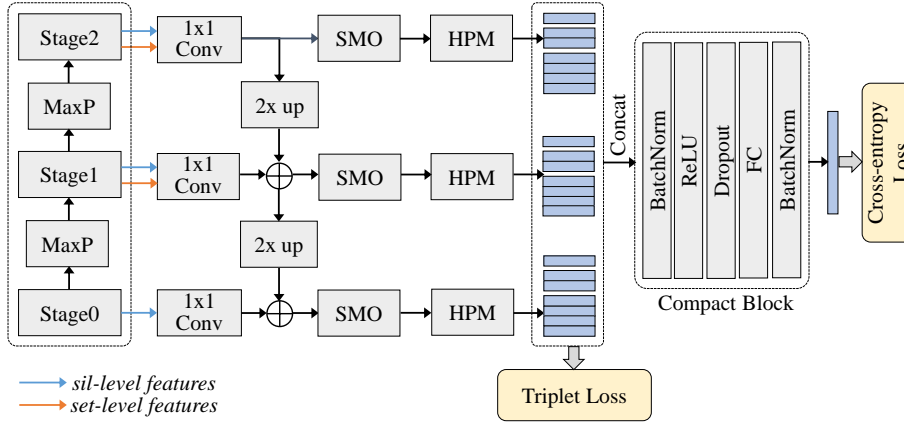 Stage2
1x1
Conv
SMO
HPM
MaxP
2x up
Stage1
1x1
Conv
SMO
HPM
MaxP
2x up
Stage0
1x1
Conv
SMO
HPM
Concat
BatchNorm
ReLU
Dropout
FC
BatchNorm
Compact Block
Cross-entropy
Loss
Triplet Loss
sil-level features
set-level features